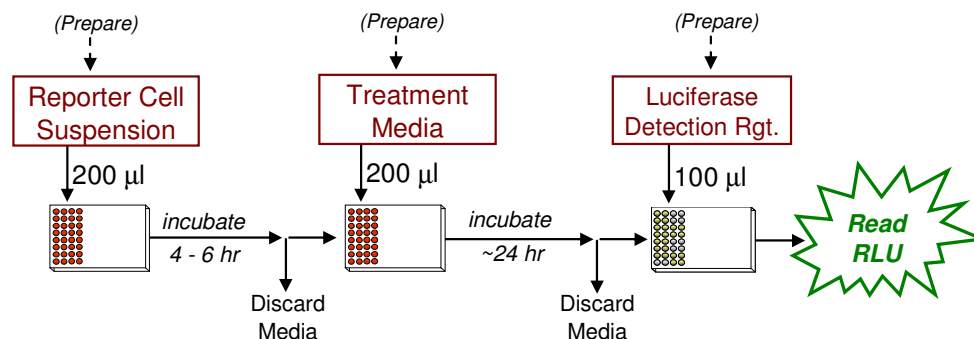 (Prepare)
Reporter Cell
Suspension
200 µl
incubate
4 - 6 hr
Discard
Media
(Prepare)
Treatment
Media
200 µl
incubate
~24 hr
Discard
Media
(Prepare)
Luciferase
Detection Rgt.
100 µl
Read
RLU